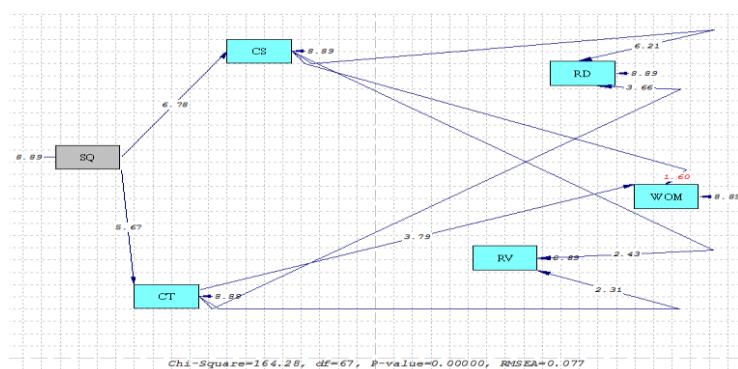 CS
8.89
6.21
RD
8.89
3.66
6.78
8.89
SQ
1.60
WOM
8.89
5.67
3.79
RV
8.89
2.43
CT
8.89
2.31
Chi-Square=164.28, df=67, P-value=0.00000, RMSEA=0.077